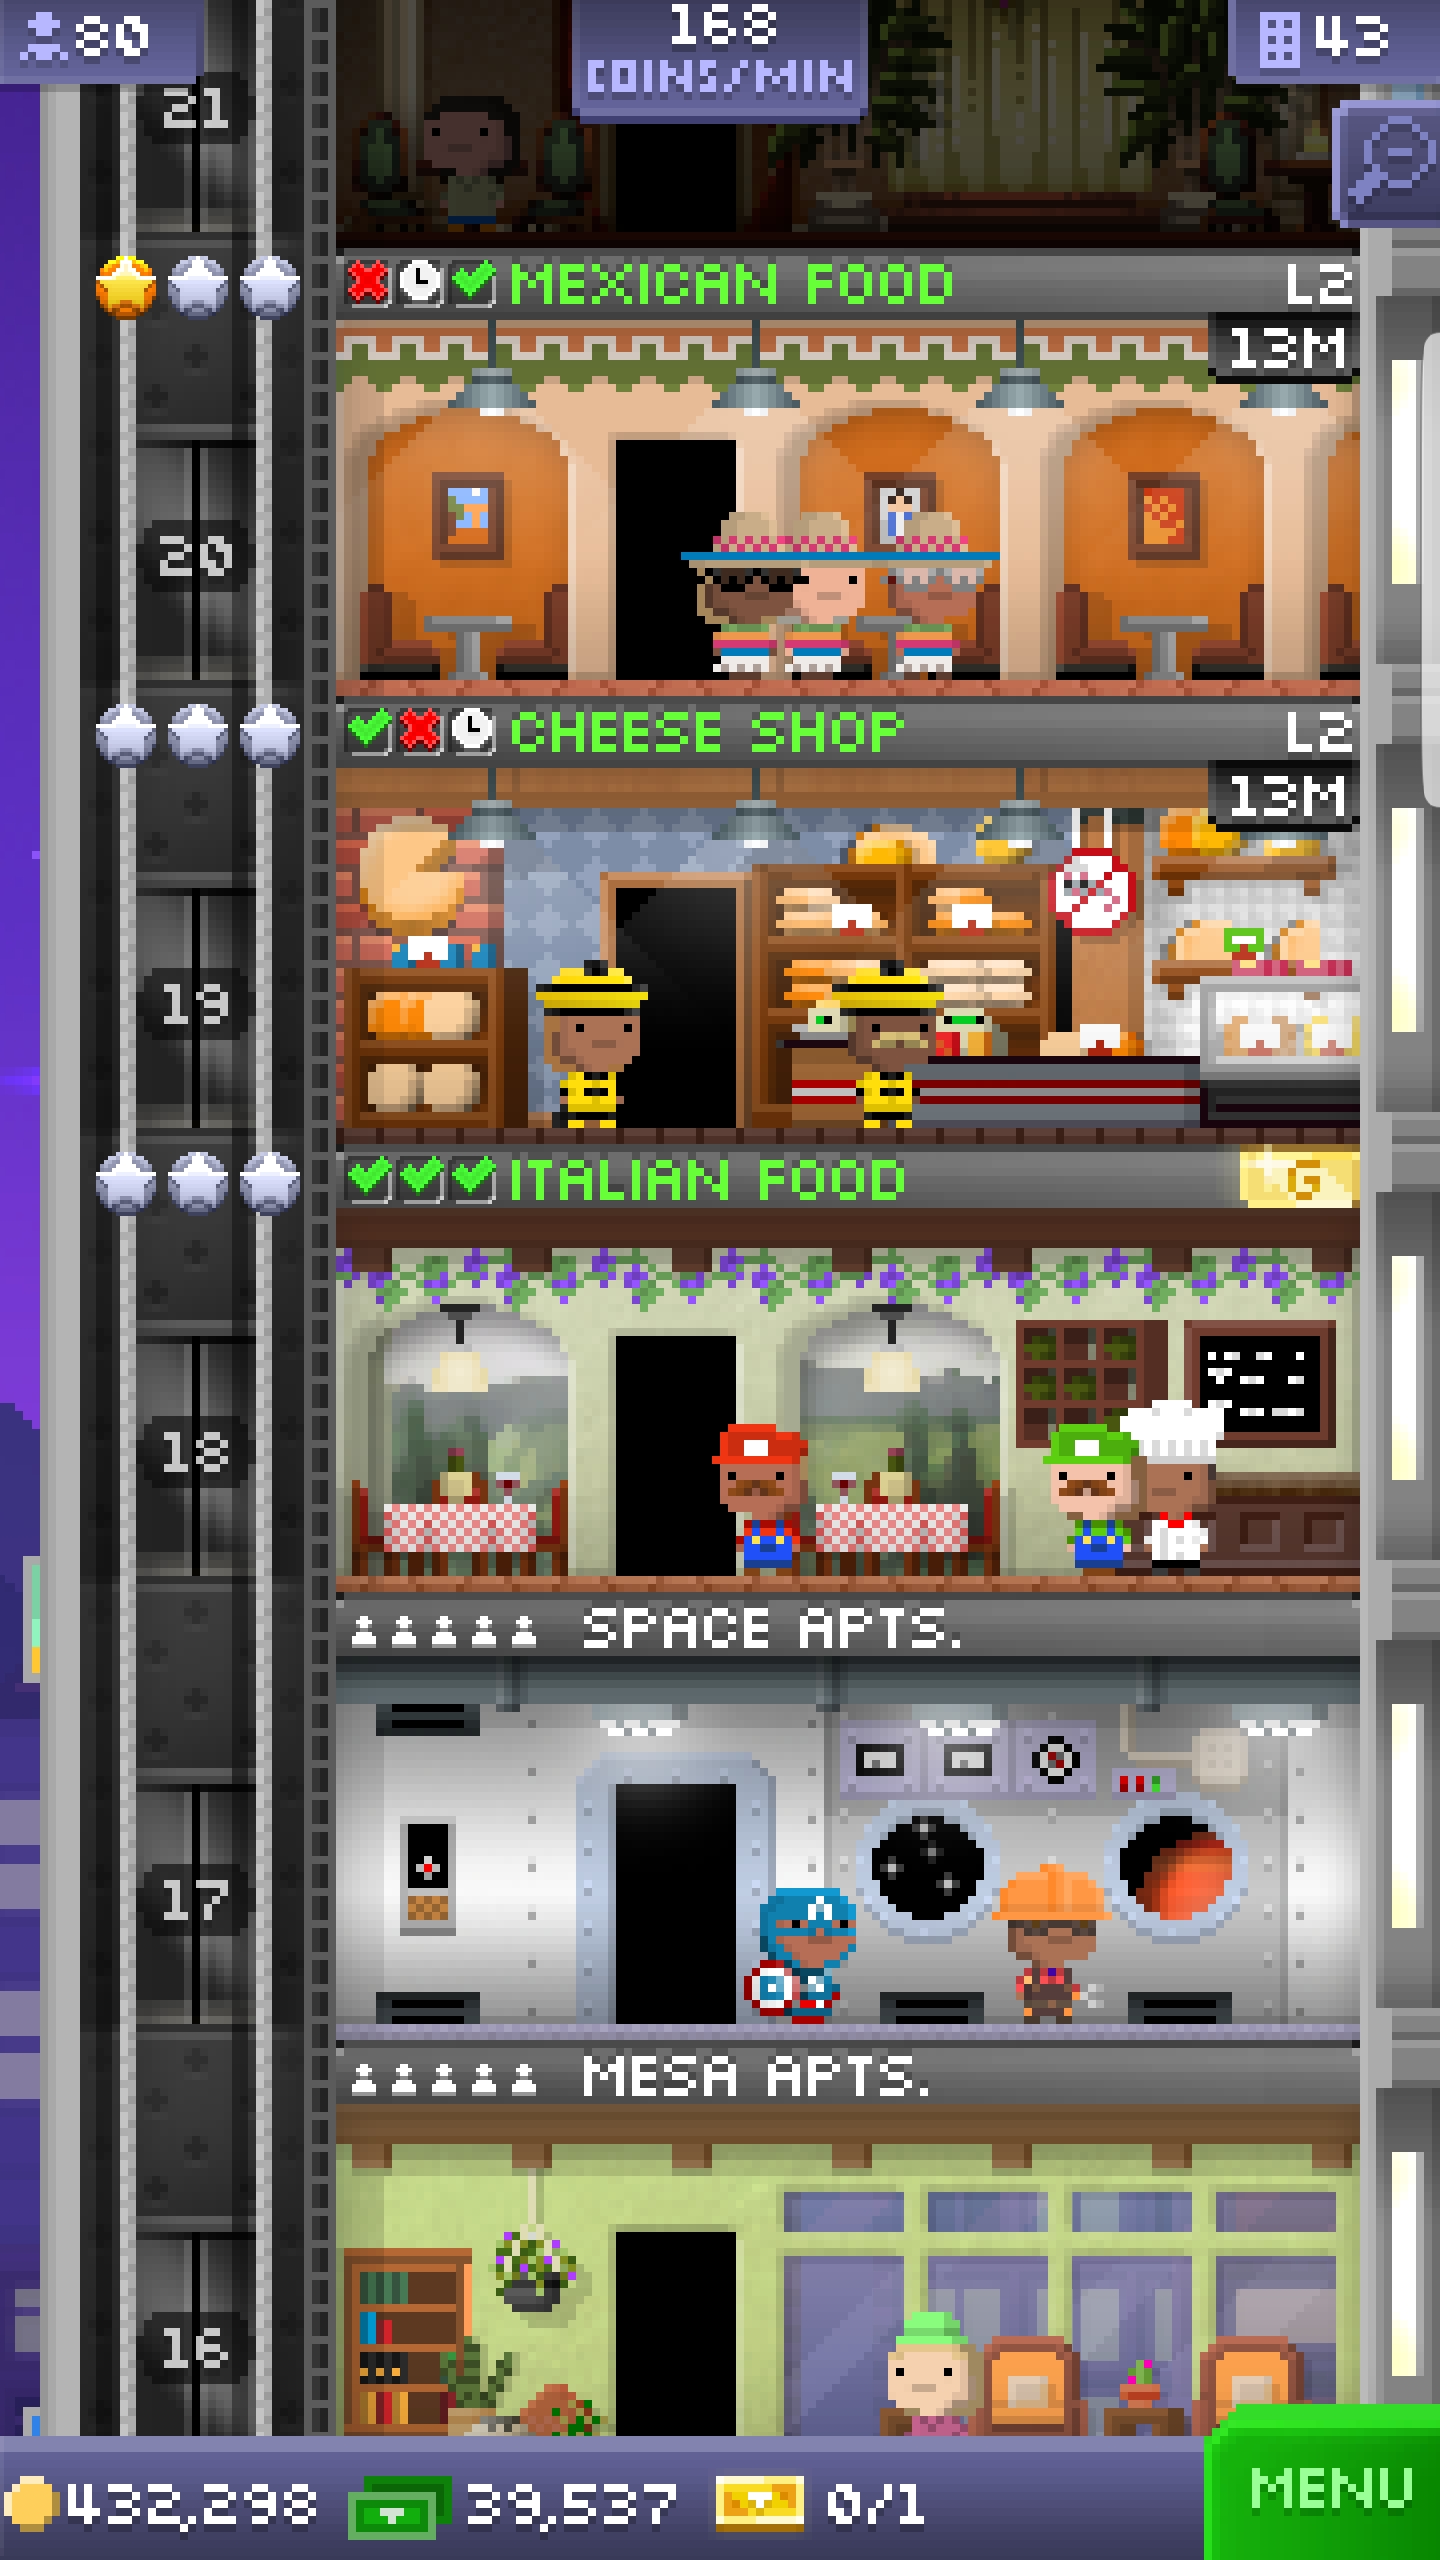 80
168
COINS/MIN
43
21
MEXICAN FOOD
L2
13M
20
CHEESE SHOP
L2
13M
19
ITALIAN FOOD
G
18
SPACE APTS.
17
MESA APTS.
16
432,298
39,537
0/1
MENU